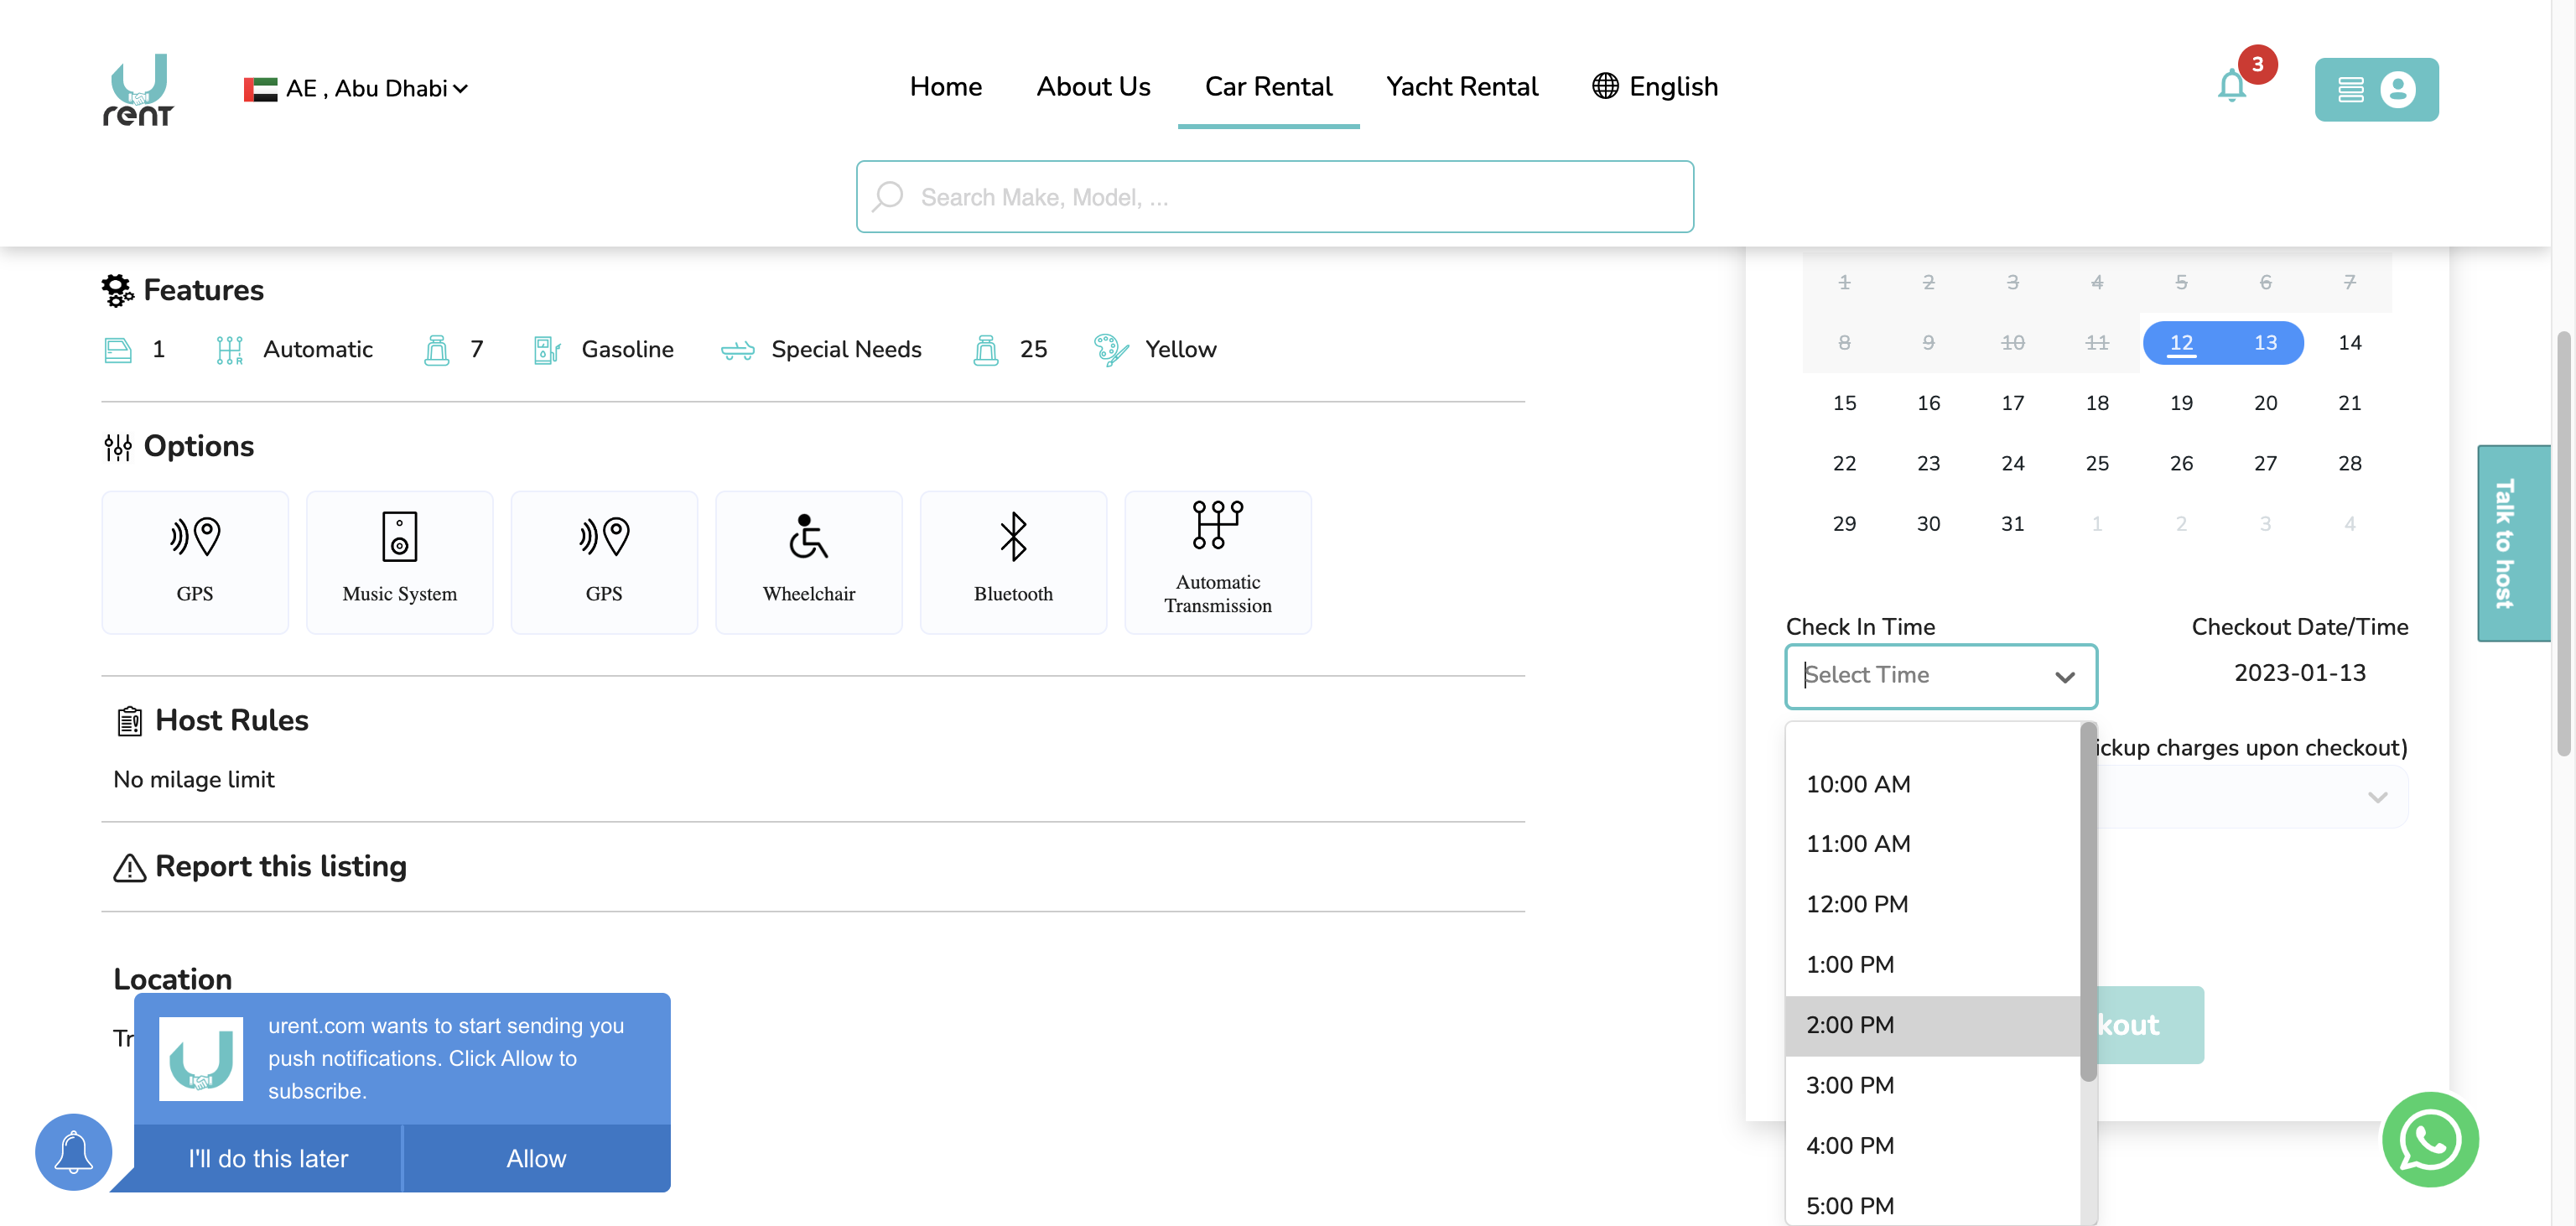 rent
AE , Abu Dhabi
Home
About Us
Car Rental
Yacht Rental
English
3
Search Make, Model, ...
Features
1
Automatic
7
Gasoline
Special Needs
25
Yellow
Options
GPS
Music System
GPS
Wheelchair
Bluetooth
Automatic
Transmission
Host Rules
No milage limit
Report this listing
Location
Tr
urent.com wants to start sending you
push notifications. Click Allow to
subscribe.
I'll do this later
Allow
1 2 3 4 5 6 7
8 9 10 11 12 13 14
15 16 17 18 19 20 21
22 23 24 25 26 27 28
29 30 31 1 2 3 4
Check In Time
Checkout Date/Time
Select Time
2023-01-13
ickup charges upon checkout)
10:00 AM
11:00 AM
12:00 PM
1:00 PM
2:00 PM
3:00 PM
4:00 PM
5:00 PM
kout
Talk to host